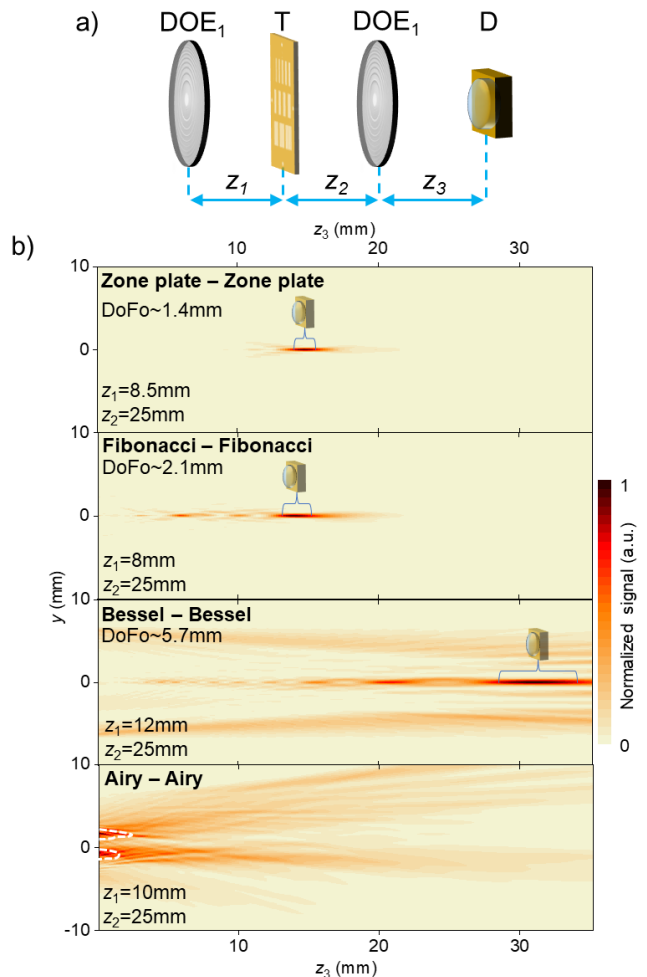 a)
DOE₁ T DOE₁ D
z₁ z₂ z₃
b)
z₃ (mm)
10 20 30
10
Zone plate – Zone plate
DoFo~1.4mm
0
z₁=8.5mm
z₂=25mm
10
Fibonacci – Fibonacci
DoFo~2.1mm
0
z₁=8mm
z₂=25mm
10
Bessel – Bessel
DoFo~5.7mm
0
z₁=12mm
z₂=25mm
10
Airy – Airy
0
z₁=10mm
z₂=25mm
-10
10 20 30
z₃ (mm)
y (mm)
1
Normalized signal (a.u.)
0